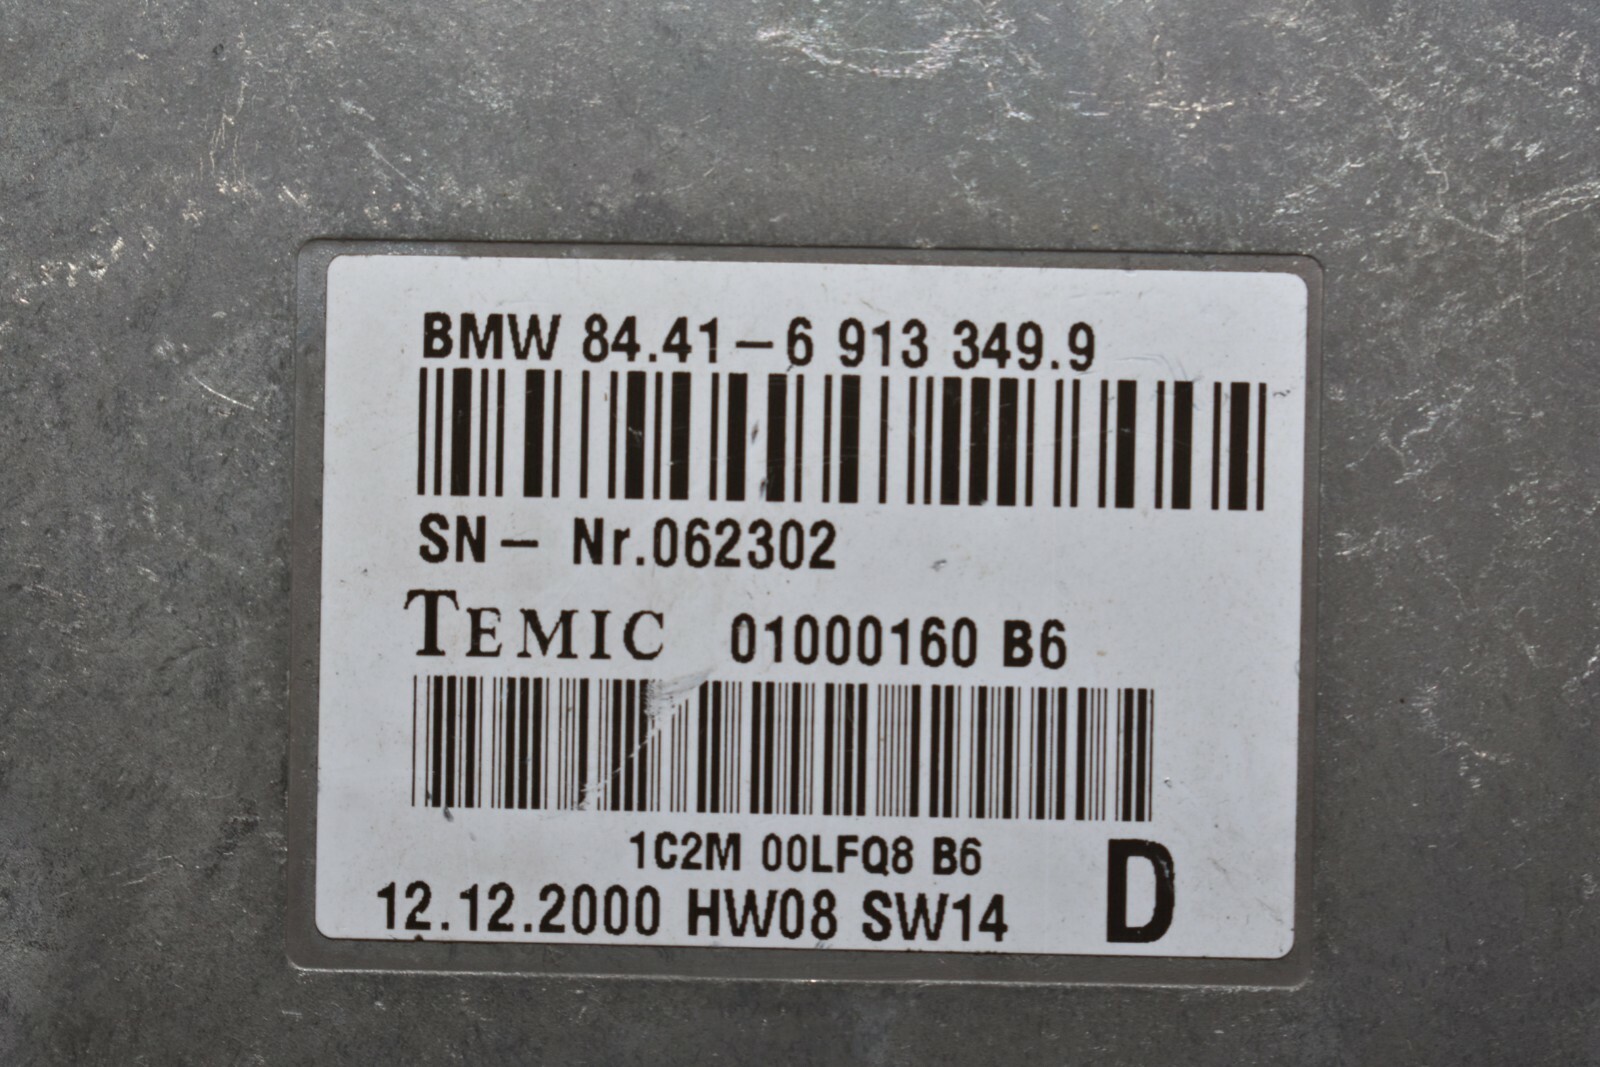 BMW 84.41-6 913 349.9
SN- Nr.062302
TEMIC 01000160 B6
1C2M 00LFQ8 B6
D
12.12.2000 HW08 SW14